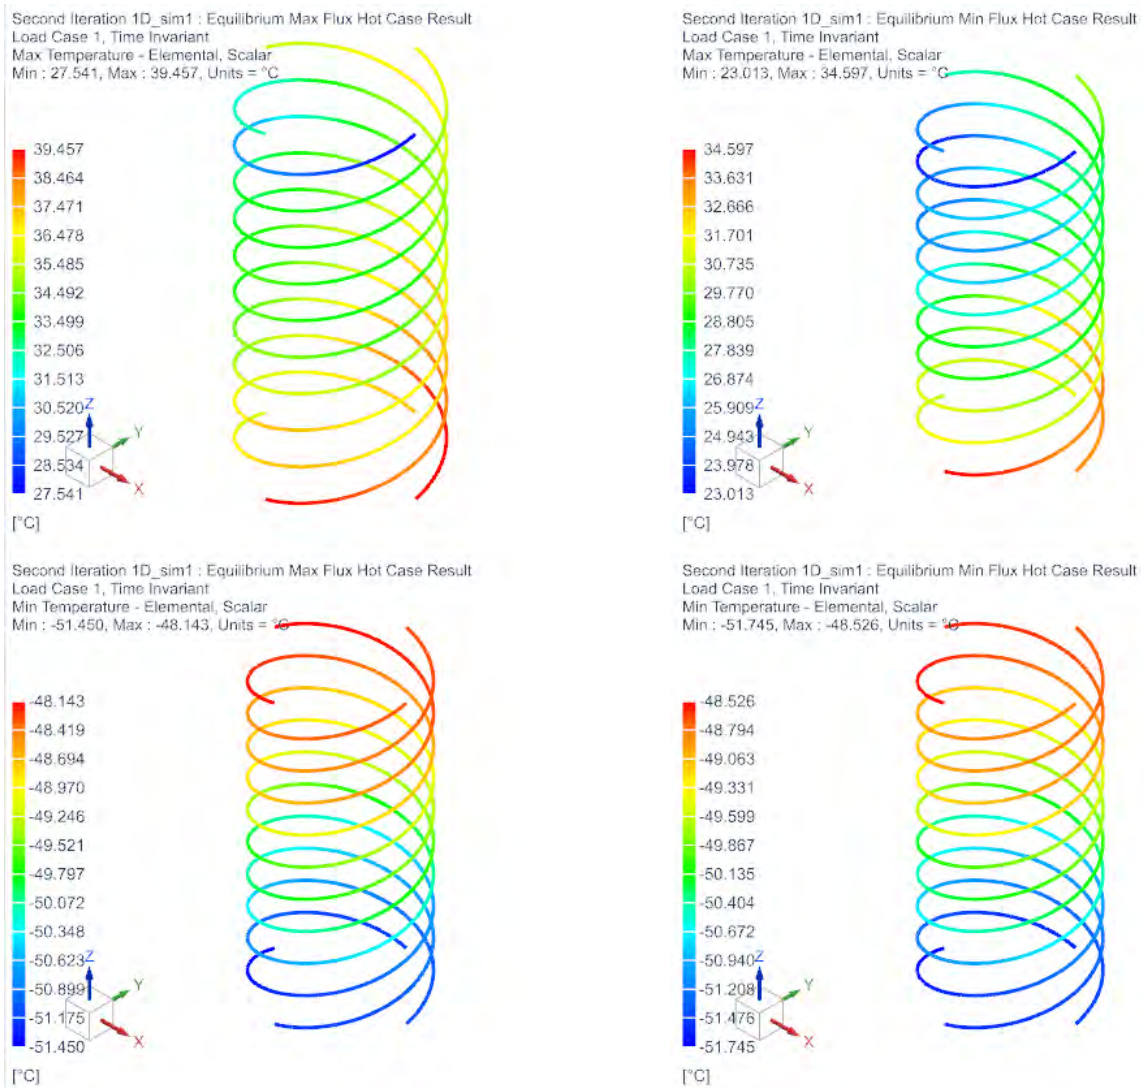 Second Iteration 1D_sim1 : Equilibrium Max Flux Hot Case Result
Load Case 1, Time Invariant
Max Temperature - Elemental, Scalar
Min : 27.541, Max : 39.457, Units = °C
39.457
38.464
37.471
36.478
35.485
34.492
33.499
32.506
31.513
30.520
29.527
28.534
27.541
Z
Y
X
[°C]
Second Iteration 1D_sim1 : Equilibrium Min Flux Hot Case Result
Load Case 1, Time Invariant
Max Temperature - Elemental, Scalar
Min : 23.013, Max : 34.597, Units = °C
34.597
33.631
32.666
31.701
30.735
29.770
28.805
27.839
26.874
25.909
24.943
23.978
23.013
Z
Y
X
[°C]
Second Iteration 1D_sim1 : Equilibrium Max Flux Hot Case Result
Load Case 1, Time Invariant
Min Temperature - Elemental, Scalar
Min : -51.450, Max : -48.143, Units = °C
-48.143
-48.419
-48.694
-48.970
-49.246
-49.521
-49.797
-50.072
-50.348
-50.623
-50.899
-51.175
-51.450
Z
Y
X
[°C]
Second Iteration 1D_sim1 : Equilibrium Min Flux Hot Case Result
Load Case 1, Time Invariant
Min Temperature - Elemental, Scalar
Min : -51.745, Max : -48.526, Units = °C
-48.526
-48.794
-49.063
-49.331
-49.599
-49.867
-50.135
-50.404
-50.672
-50.940
-51.208
-51.476
-51.745
Z
Y
X
[°C]